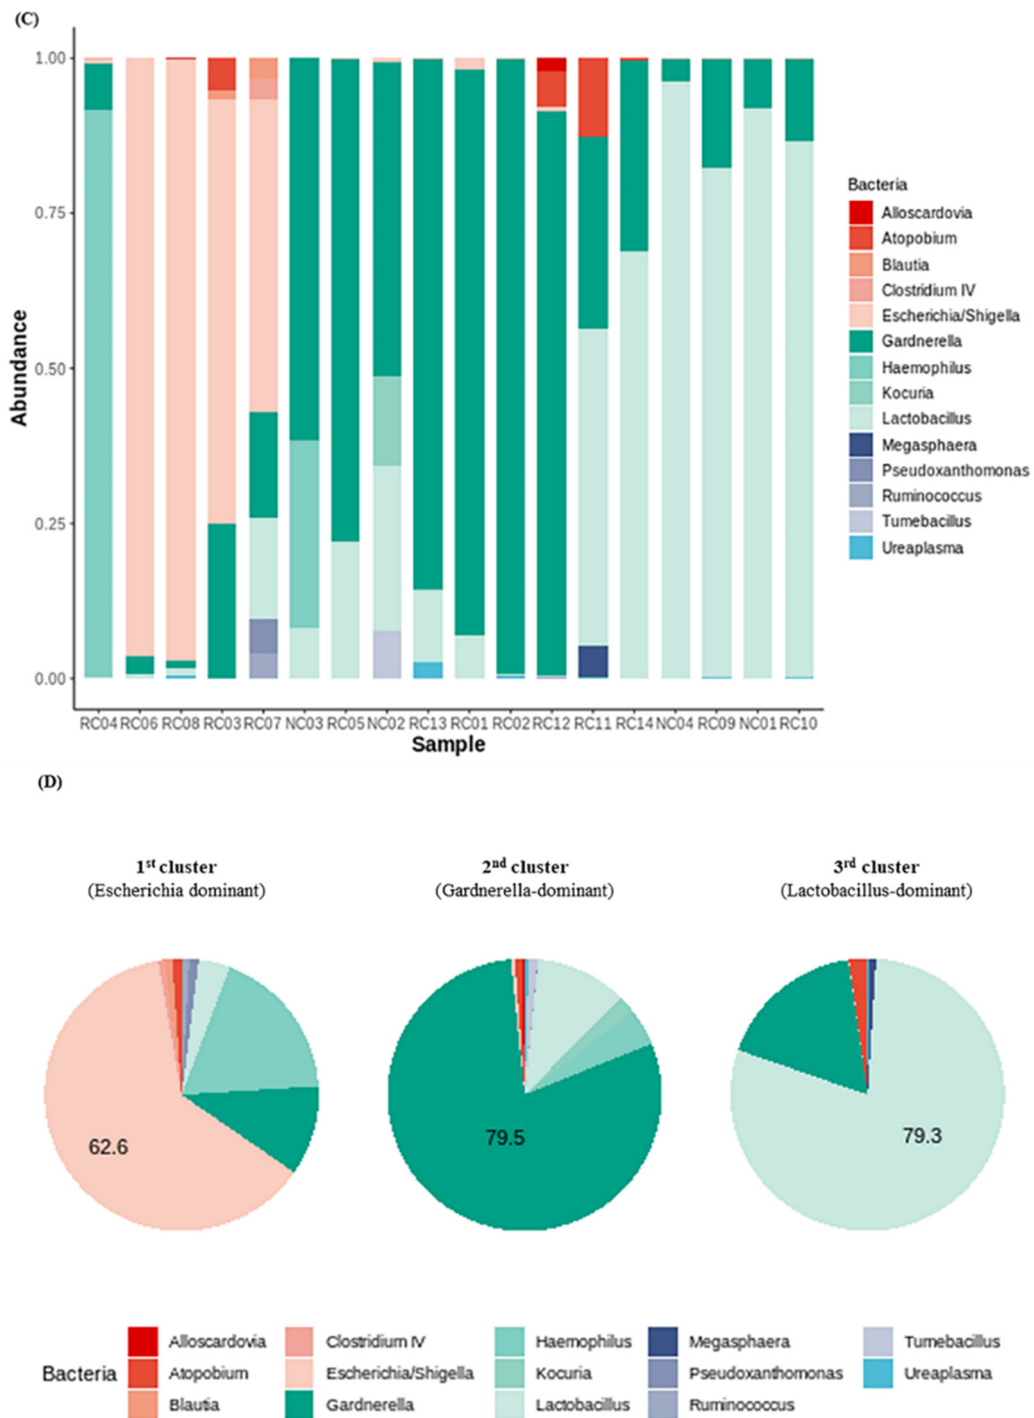 (C)
1.00
0.75
0.50
0.25
0.00
Abundance
RC04 RC06 RC08 RC03 RC07 NC03 RC05 NC02 RC13 RC01 RC02 RC12 RC11 RC14 NC04 RC09 NC01 RC10
Sample
Bacteria
Alloscardovia
Atopobium
Blautia
Clostridium IV
Escherichia/Shigella
Gardnerella
Haemophilus
Kocuria
Lactobacillus
Megasphaera
Pseudoxanthomonas
Ruminococcus
Tumebacillus
Ureaplasma
(D)
1st cluster
(Escherichia dominant)
2nd cluster
(Gardnerella-dominant)
3rd cluster
(Lactobacillus-dominant)
62.6
79.5
79.3
Bacteria
Alloscardovia
Atopobium
Blautia
Clostridium IV
Escherichia/Shigella
Gardnerella
Haemophilus
Kocuria
Lactobacillus
Megasphaera
Pseudoxanthomonas
Ruminococcus
Tumebacillus
Ureaplasma